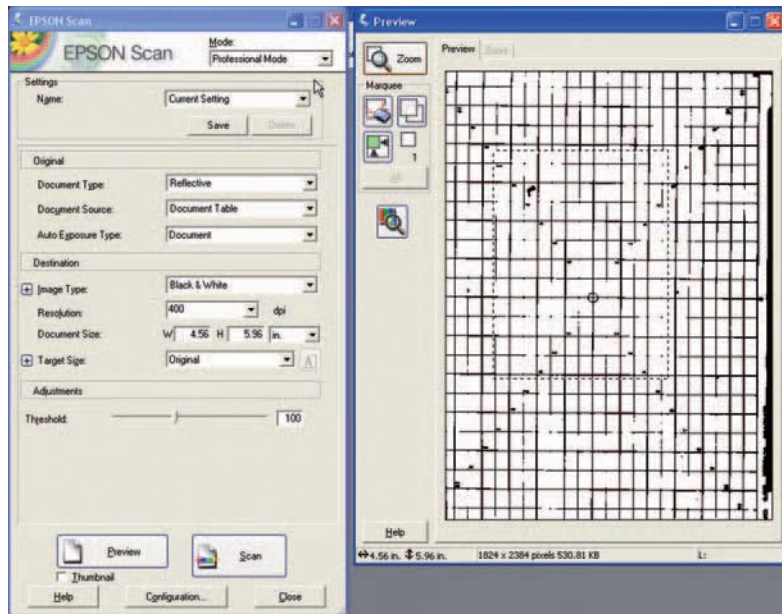 EPSON Scan
EPSON Scan
Mode:
Professional Mode
Settings
Name:
Current Setting
Save
Delete
Original
Document Type:
Reflective
Document Source:
Document Table
Auto Exposure Type:
Document
Destination
Image Type:
Black & White
Resolution:
400
dpi
Document Size:
W 4.56 H 5.96 in.
Target Size:
Original
Adjustments
Threshold:
100
Preview
Scan
Thumbnail
Help
Configuration...
Close
Preview
Zoom
Preview
Zoom
Marquee
1
All
Help
4.56 in. 5.96 in.
1824 x 2384 pixels 530.81 KB
L: